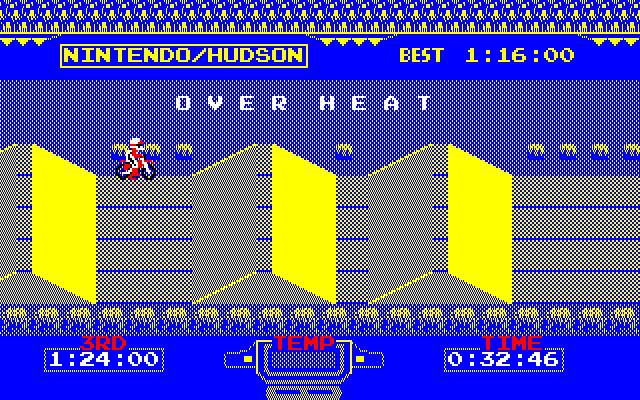 NINTENDO/HUDSON BEST 1:16:00
OVER HEAT
3RD TEMP TIME
1:24:00 0:32:46